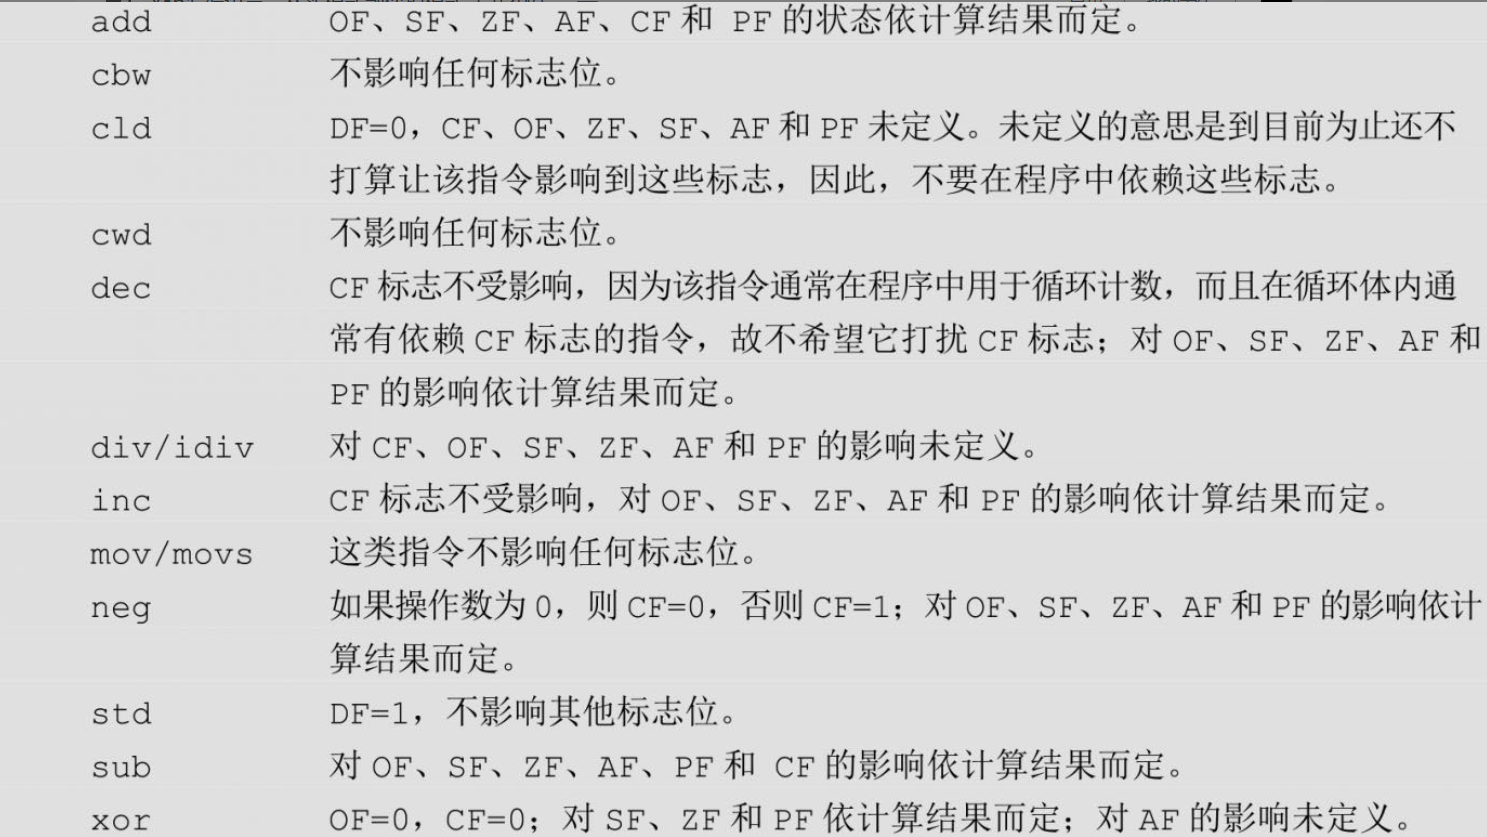 add OF、SF、ZF、AF、CF 和 PF 的状态依计算结果而定。
cbw 不影响任何标志位。
cld DF=0，CF、OF、ZF、SF、AF 和 PF 未定义。未定义的意思是到目前为止还不
打算让该指令影响到这些标志，因此，不要在程序中依赖这些标志。
cwd 不影响任何标志位。
dec CF 标志不受影响，因为该指令通常在程序中用于循环计数，而且在循环体内通
常有依赖 CF 标志的指令，故不希望它打扰 CF 标志；对 OF、SF、ZF、AF 和
PF 的影响依计算结果而定。
div/idiv 对 CF、OF、SF、ZF、AF 和 PF 的影响未定义。
inc CF 标志不受影响，对 OF、SF、ZF、AF 和 PF 的影响依计算结果而定。
mov/movs 这类指令不影响任何标志位。
neg 如果操作数为 0，则 CF=0，否则 CF=1；对 OF、SF、ZF、AF 和 PF 的影响依计
算结果而定。
std DF=1，不影响其他标志位。
sub 对 OF、SF、ZF、AF、PF 和 CF 的影响依计算结果而定。
xor OF=0，CF=0；对 SF、ZF 和 PF 依计算结果而定；对 AF 的影响未定义。